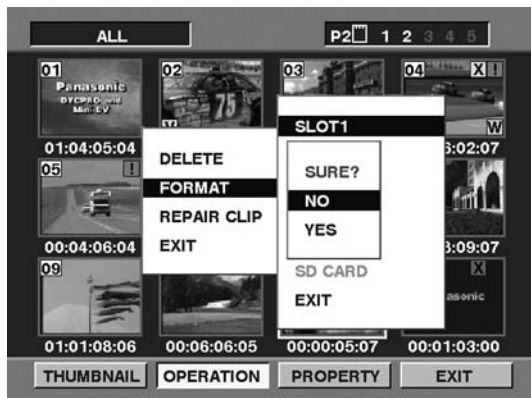 ALL
P2 1 2 3 4 5
01
02
03
04 X !
Panasonic
DVCPRO and
Mini-DV
75
W
W
01:04:05:04
3:02:07
DELETE
FORMAT
REPAIR CLIP
EXIT
SLOT1
SURE?
NO
YES
SD CARD
EXIT
05 !
00:04:06:04
3:09:07
09
X
asonic
01:01:08:06
00:06:06:05
00:00:05:07
00:01:03:00
THUMBNAIL
OPERATION
PROPERTY
EXIT